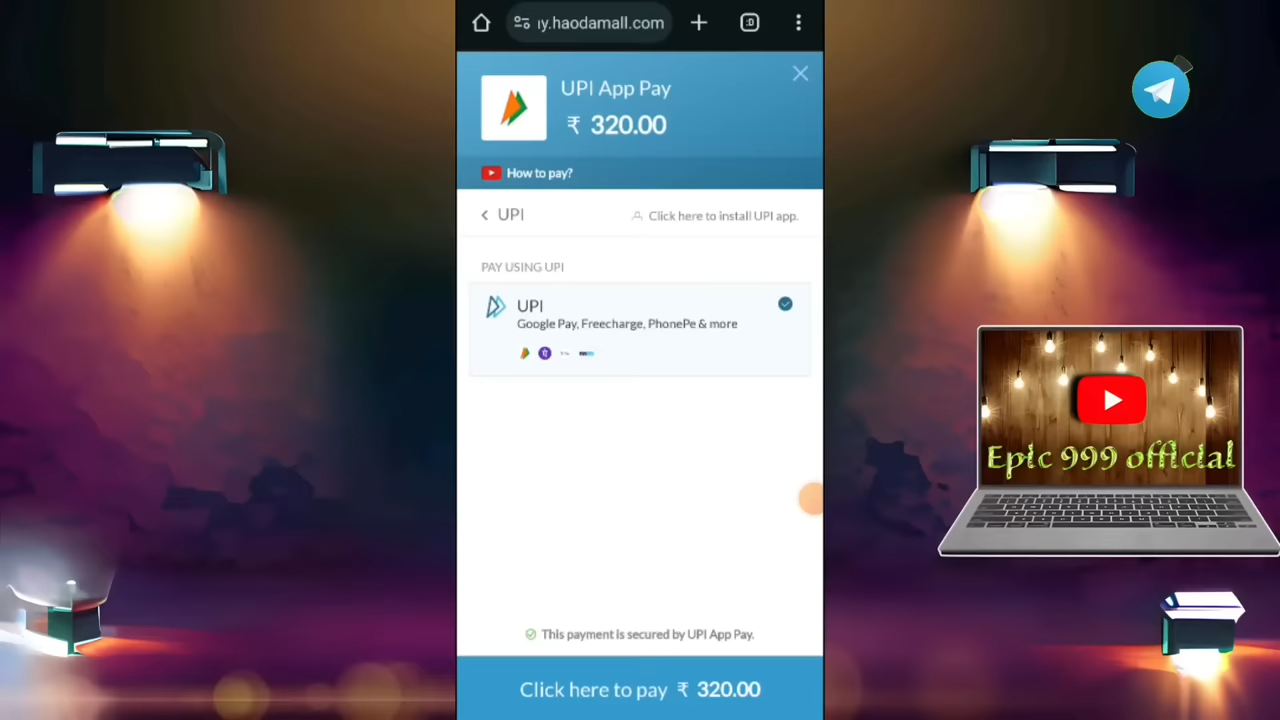 ıy.haodamall.com
:D
UPI App Pay
₹ 320.00
How to pay?
UPI
Click here to install UPI app.
PAY USING UPI
UPI
Google Pay, Freecharge, PhonePe & more
This payment is secured by UPI App Pay.
Click here to pay ₹ 320.00
Epic 999 official